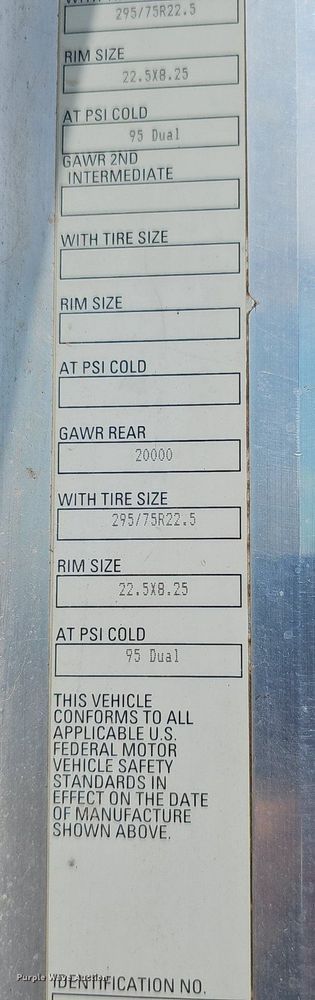 295/75R22.5
RIM SIZE
22.5X8.25
AT PSI COLD
95 Dual
GAWR 2ND
INTERMEDIATE
WITH TIRE SIZE
RIM SIZE
AT PSI COLD
GAWR REAR
20000
WITH TIRE SIZE
295/75R22.5
RIM SIZE
22.5X8.25
AT PSI COLD
95 Dual
THIS VEHICLE
CONFORMS TO ALL
APPLICABLE U.S.
FEDERAL MOTOR
VEHICLE SAFETY
STANDARDS IN
EFFECT ON THE DATE
OF MANUFACTURE
SHOWN ABOVE.
Purple Wave Auction
IDENTIFICATION NO.